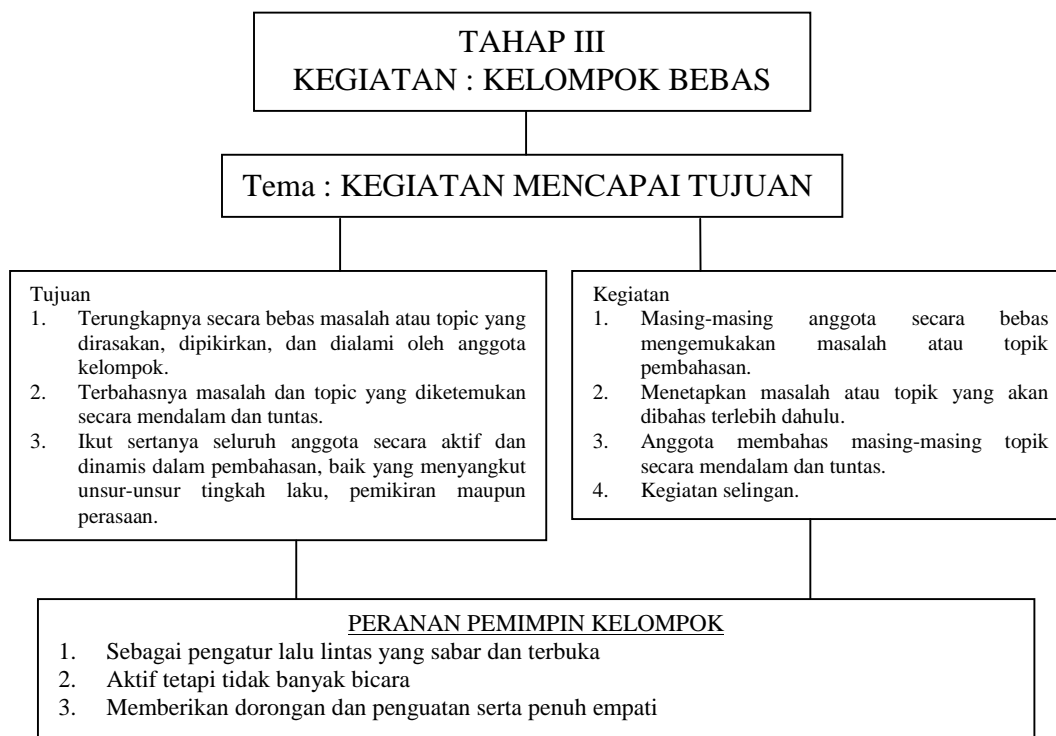 TAHAP III
KEGIATAN : KELOMPOK BEBAS
Tema : KEGIATAN MENCAPAI TUJUAN
Tujuan
1. Terungkapnya secara bebas masalah atau topic yang
dirasakan, dipikirkan, dan dialami oleh anggota
kelompok.
2. Terbahasnya masalah dan topic yang diketemukan
secara mendalam dan tuntas.
3. Ikut sertanya seluruh anggota secara aktif dan
dinamis dalam pembahasan, baik yang menyangkut
unsur-unsur tingkah laku, pemikiran maupun
perasaan.
Kegiatan
1. Masing-masing anggota secara bebas
mengemukakan masalah atau topik
pembahasan.
2. Menetapkan masalah atau topik yang akan
dibahas terlebih dahulu.
3. Anggota membahas masing-masing topik
secara mendalam dan tuntas.
4. Kegiatan selingan.
PERANAN PEMIMPIN KELOMPOK
1. Sebagai pengatur lalu lintas yang sabar dan terbuka
2. Aktif tetapi tidak banyak bicara
3. Memberikan dorongan dan penguatan serta penuh empati